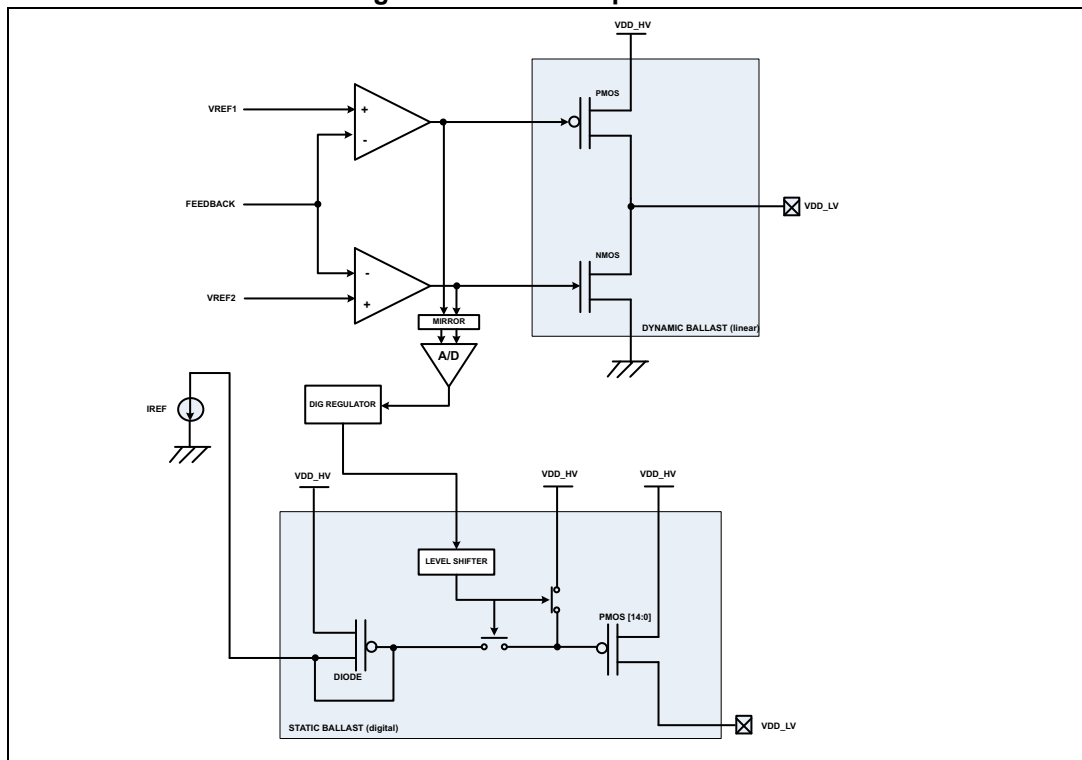 VDD_HV
PMOS
VREF1
+
-
FEEDBACK
VDD_LV
NMOS
-
VREF2
+
MIRROR
DYNAMIC BALLAST (linear)
A/D
DIG REGULATOR
IREF
VDD_HV
VDD_HV
VDD_HV
LEVEL SHIFTER
PMOS [14:0]
DIODE
STATIC BALLAST (digital)
VDD_LV